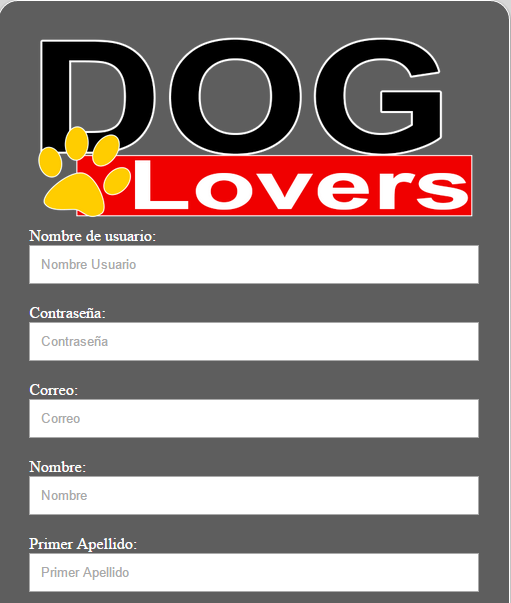 DOG
Lovers
Nombre de usuario:
Nombre Usuario
Contraseña:
Contraseña
Correo:
Correo
Nombre:
Nombre
Primer Apellido:
Primer Apellido